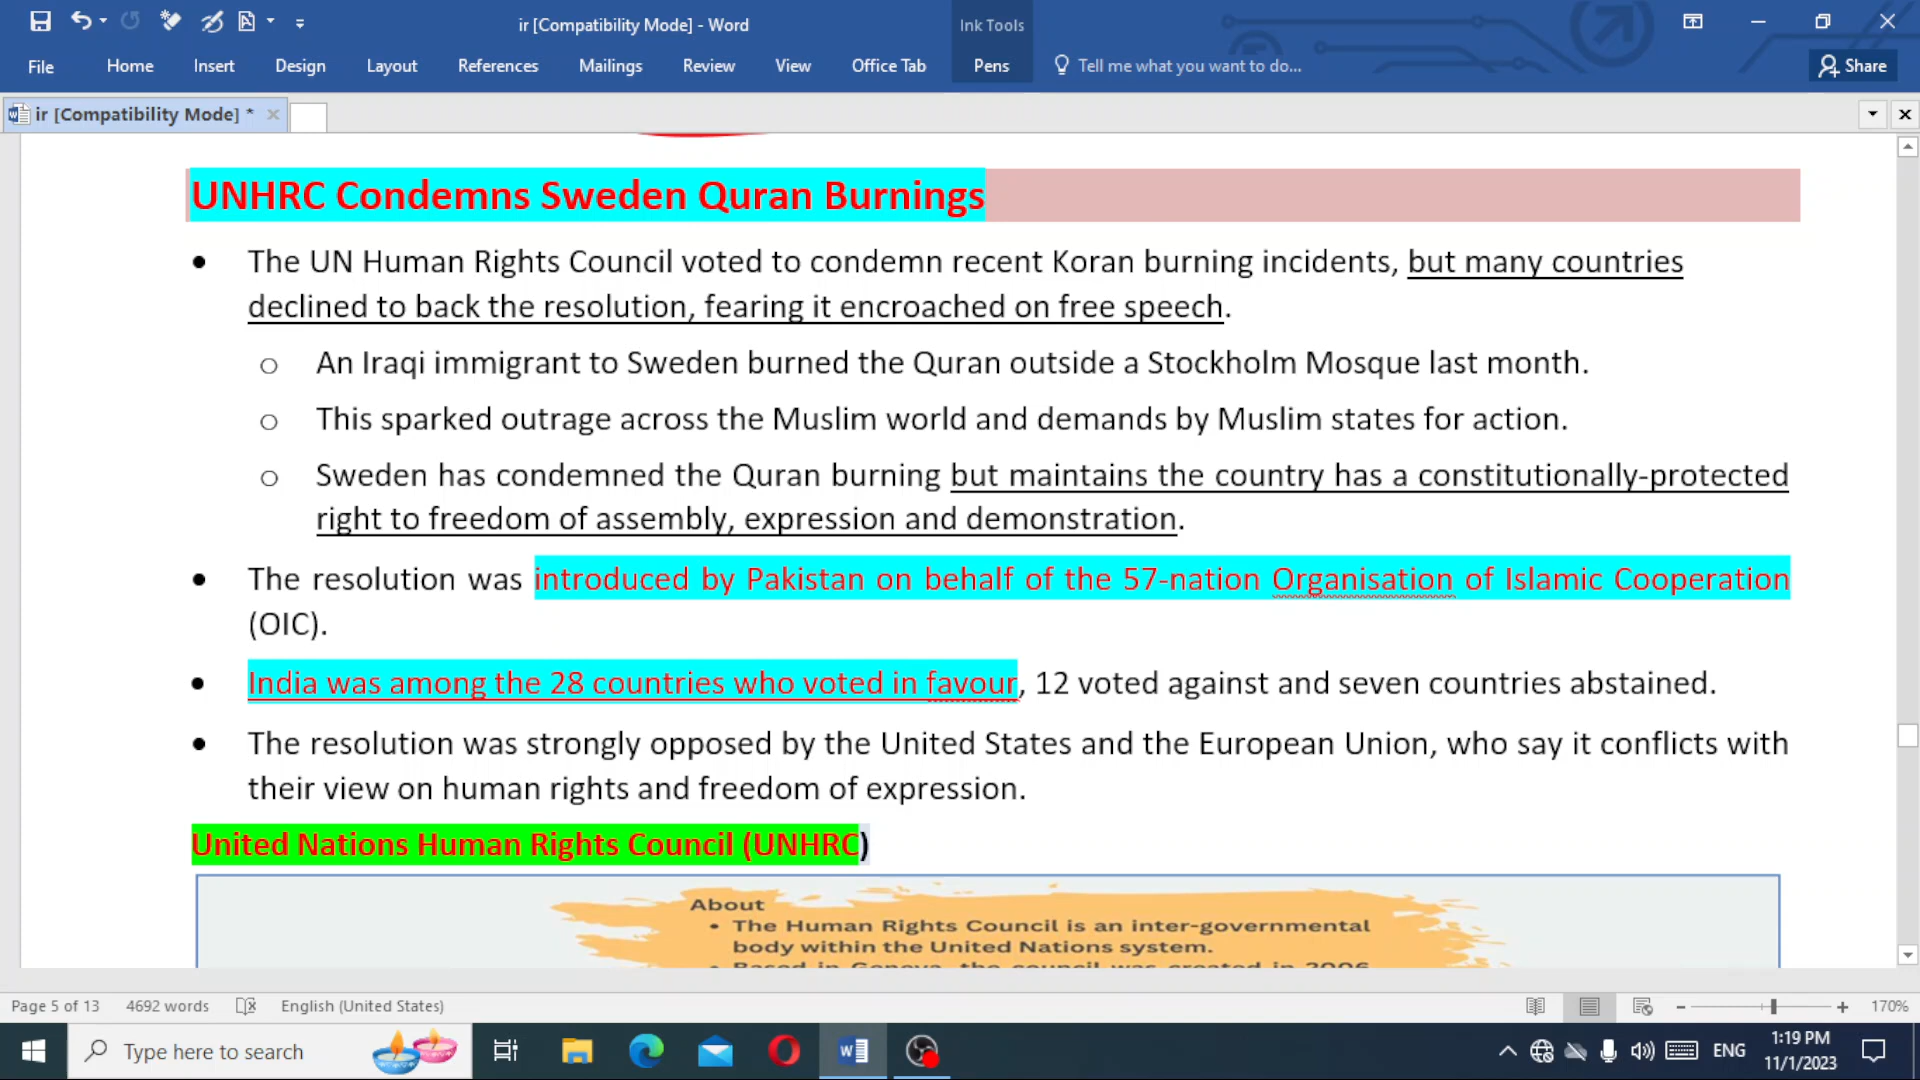 ir [Compatibility Mode] - Word
Ink Tools
File Home Insert Design Layout References Mailings Review View Office Tab Pens Tell me what you want to do... Share
ir [Compatibility Mode] *
UNHRC Condemns Sweden Quran Burnings
• The UN Human Rights Council voted to condemn recent Koran burning incidents, but many countries
declined to back the resolution, fearing it encroached on free speech.
o An Iraqi immigrant to Sweden burned the Quran outside a Stockholm Mosque last month.
o This sparked outrage across the Muslim world and demands by Muslim states for action.
o Sweden has condemned the Quran burning but maintains the country has a constitutionally-protected
right to freedom of assembly, expression and demonstration.
• The resolution was introduced by Pakistan on behalf of the 57-nation Organisation of Islamic Cooperation
(OIC).
• India was among the 28 countries who voted in favour, 12 voted against and seven countries abstained.
• The resolution was strongly opposed by the United States and the European Union, who say it conflicts with
their view on human rights and freedom of expression.
United Nations Human Rights Council (UNHRC)
About
• The Human Rights Council is an inter-governmental
body within the United Nations system.
• Based in Geneva, the council was created in 2006
Page 5 of 13 4692 words English (United States) 170%
Type here to search
ENG
1:19 PM
11/1/2023